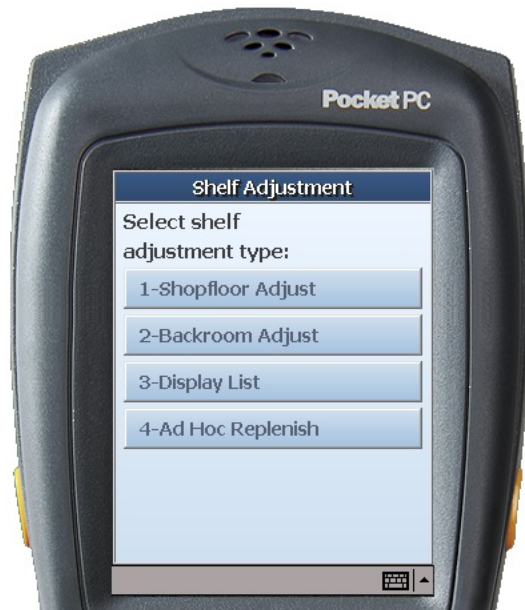 Pocket PC
Shelf Adjustment
Select shelf
adjustment type:
1-Shopfloor Adjust
2-Backroom Adjust
3-Display List
4-Ad Hoc Replenish